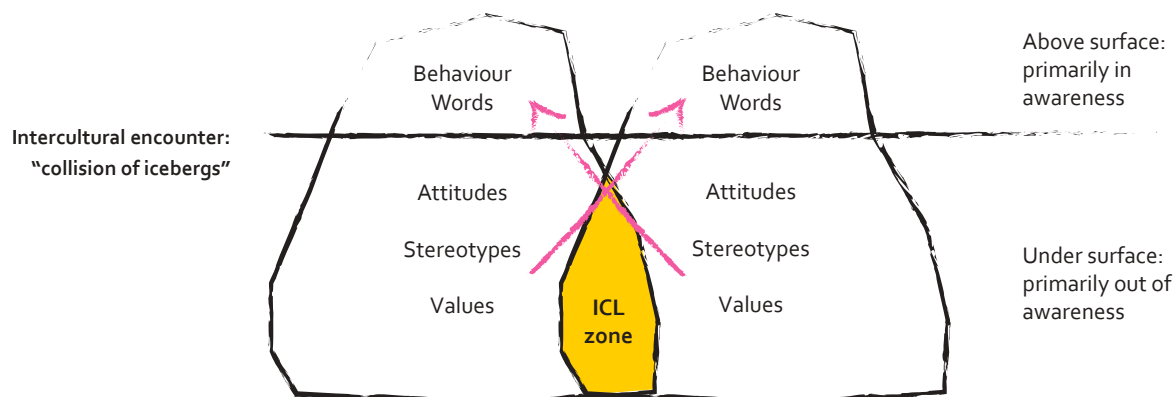 Behaviour
Words
Behaviour
Words
Above surface:
primarily in
awareness
Intercultural encounter:
“collision of icebergs”
Attitudes
Stereotypes
Values
ICL
zone
Attitudes
Stereotypes
Values
Under surface:
primarily out of
awareness